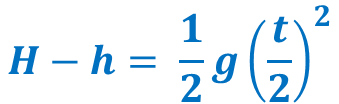 H − h = 1/2 g (t/2)²